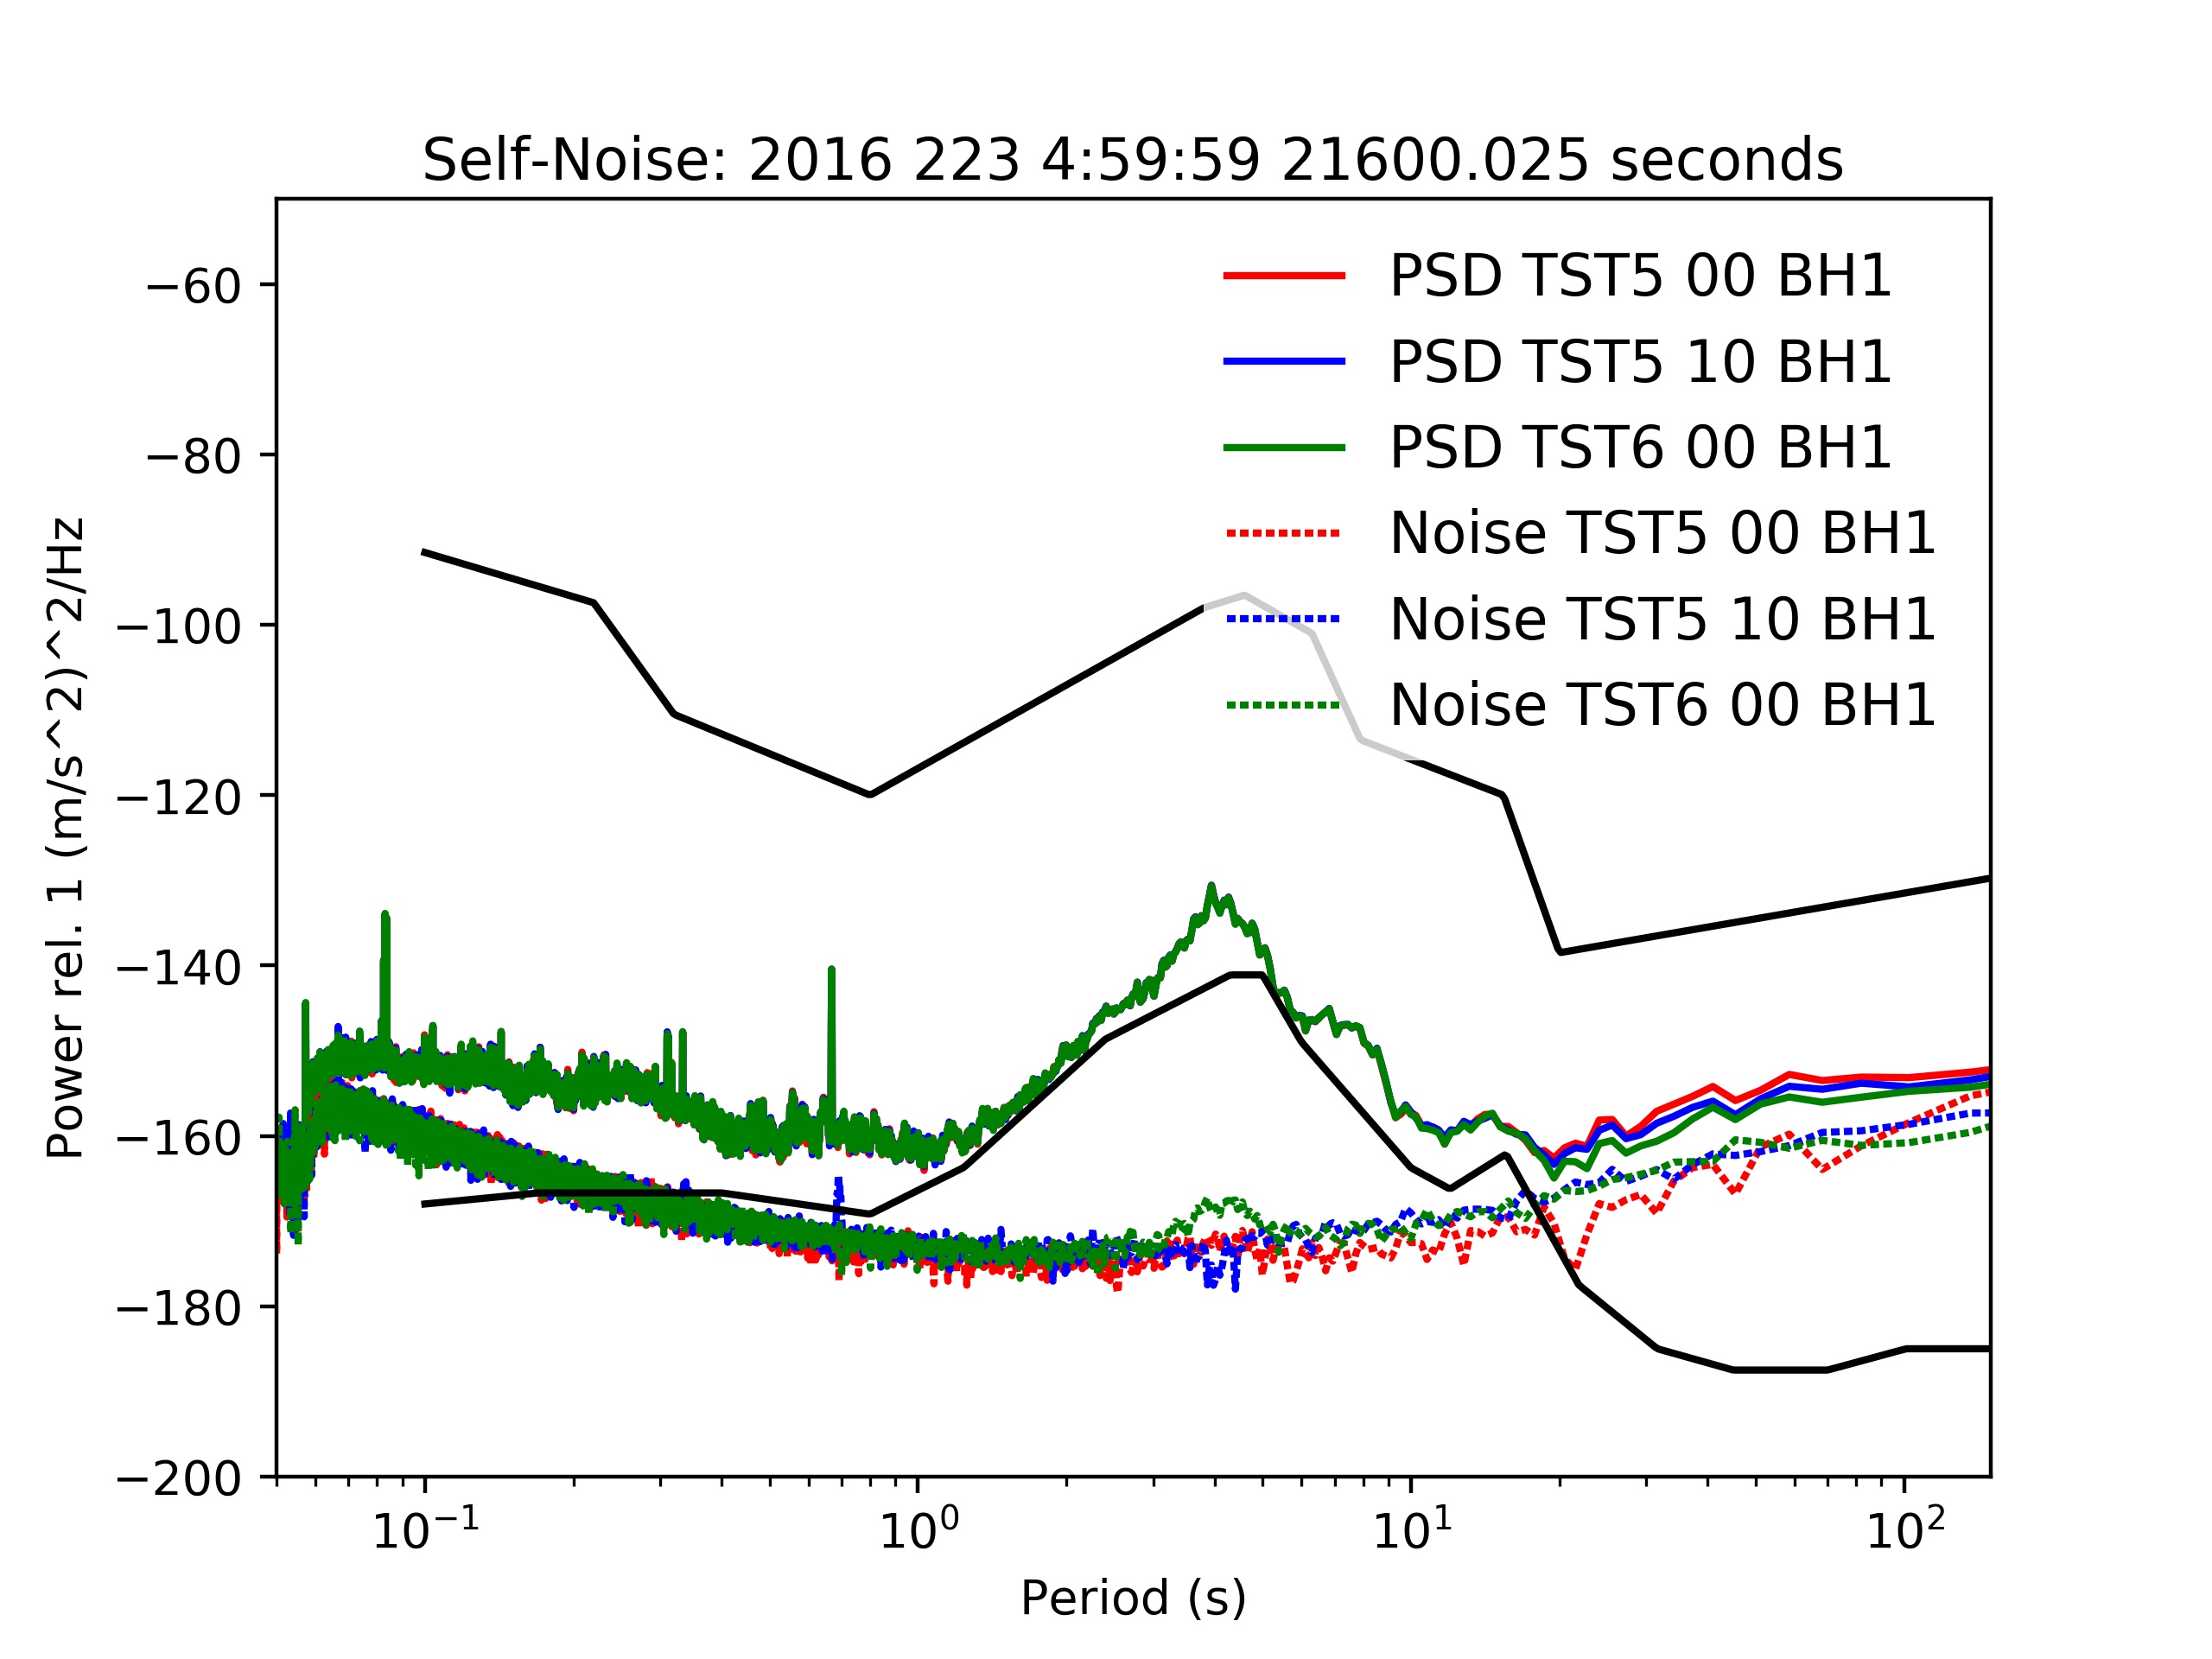 Self-Noise: 2016 223 4:59:59 21600.025 seconds
PSD TST5 00 BH1
PSD TST5 10 BH1
PSD TST6 00 BH1
Noise TST5 00 BH1
Noise TST5 10 BH1
Noise TST6 00 BH1
Power rel. 1 (m/s^2)^2/Hz
−60
−80
−100
−120
−140
−160
−180
−200
10⁻¹ 10⁰ 10¹ 10²
Period (s)